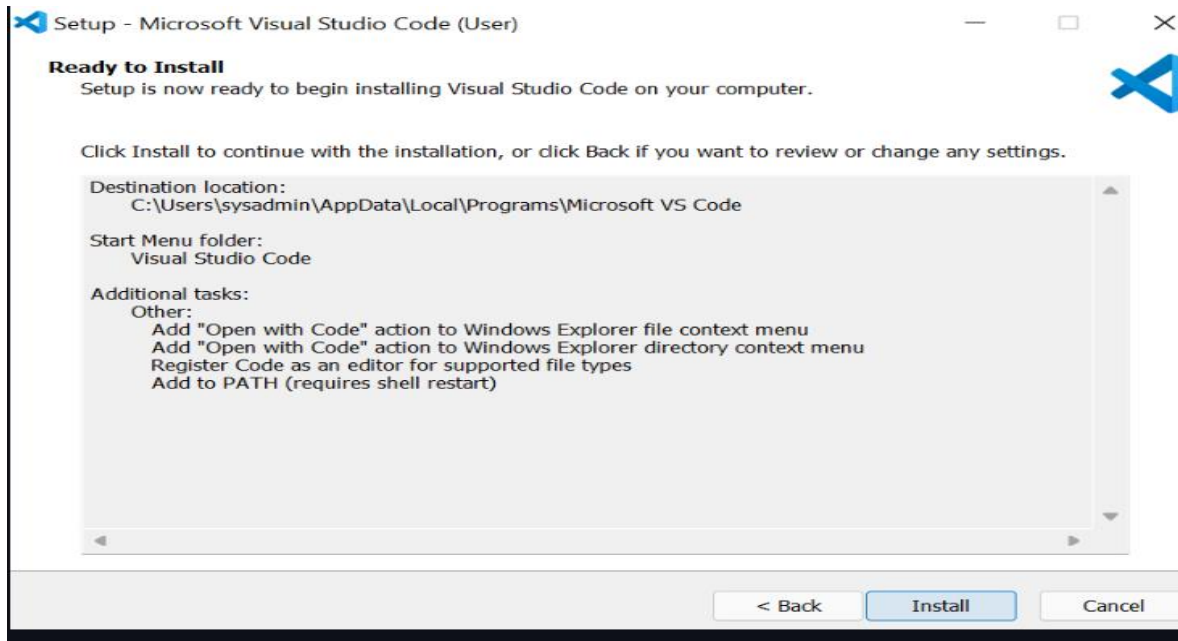 Setup - Microsoft Visual Studio Code (User)
Ready to Install
Setup is now ready to begin installing Visual Studio Code on your computer.
Click Install to continue with the installation, or click Back if you want to review or change any settings.
Destination location:
C:\Users\sysadmin\AppData\Local\Programs\Microsoft VS Code
Start Menu folder:
Visual Studio Code
Additional tasks:
Other:
Add "Open with Code" action to Windows Explorer file context menu
Add "Open with Code" action to Windows Explorer directory context menu
Register Code as an editor for supported file types
Add to PATH (requires shell restart)
< Back Install Cancel